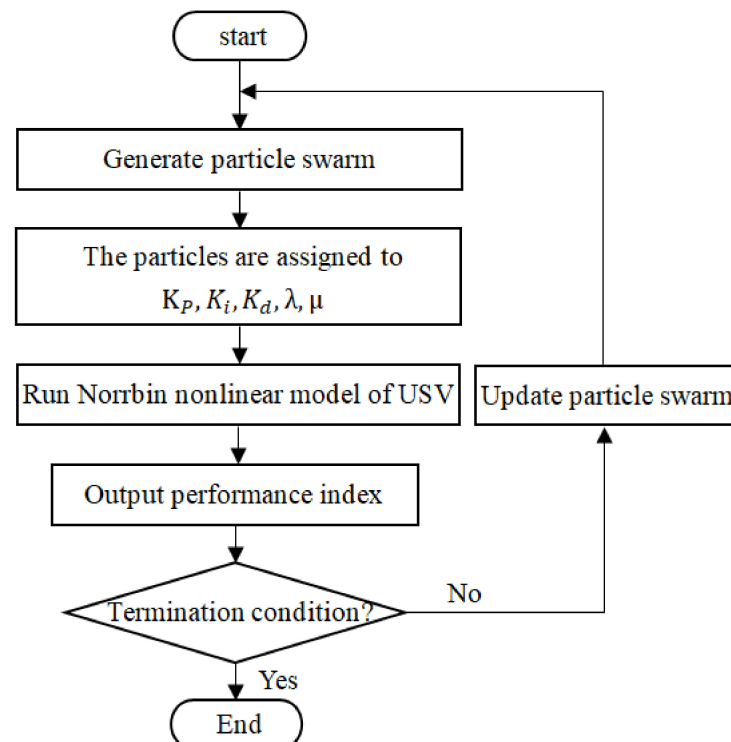 start
Generate particle swarm
The particles are assigned to
K_P, K_i, K_d, λ, μ
Run Norrbin nonlinear model of USV
Update particle swarm
Output performance index
Termination condition?
No
Yes
End